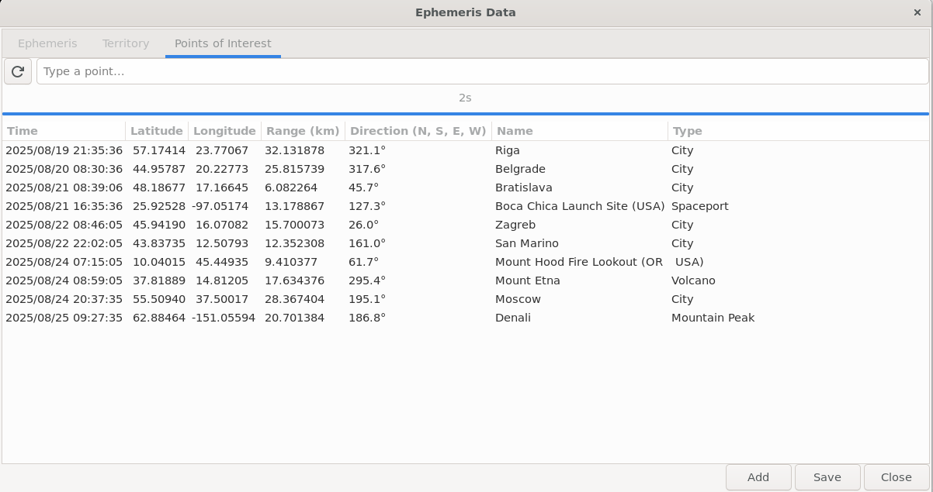 Ephemeris Data ×
Ephemeris Territory Points of Interest
Type a point...
2s
Time Latitude Longitude Range (km) Direction (N, S, E, W) Name Type
2025/08/19 21:35:36 57.17414 23.77067 32.131878 321.1° Riga City
2025/08/20 08:30:36 44.95787 20.22773 25.815739 317.6° Belgrade City
2025/08/21 08:39:06 48.18677 17.16645 6.082264 45.7° Bratislava City
2025/08/21 16:35:36 25.92528 -97.05174 13.178867 127.3° Boca Chica Launch Site (USA) Spaceport
2025/08/22 08:46:05 45.94190 16.07082 15.700073 26.0° Zagreb City
2025/08/22 22:02:05 43.83735 12.50793 12.352308 161.0° San Marino City
2025/08/24 07:15:05 10.04015 45.44935 9.410377 61.7° Mount Hood Fire Lookout (OR USA)
2025/08/24 08:59:05 37.81889 14.81205 17.634376 295.4° Mount Etna Volcano
2025/08/24 20:37:35 55.50940 37.50017 28.367404 195.1° Moscow City
2025/08/25 09:27:35 62.88464 -151.05594 20.701384 186.8° Denali Mountain Peak
Add Save Close